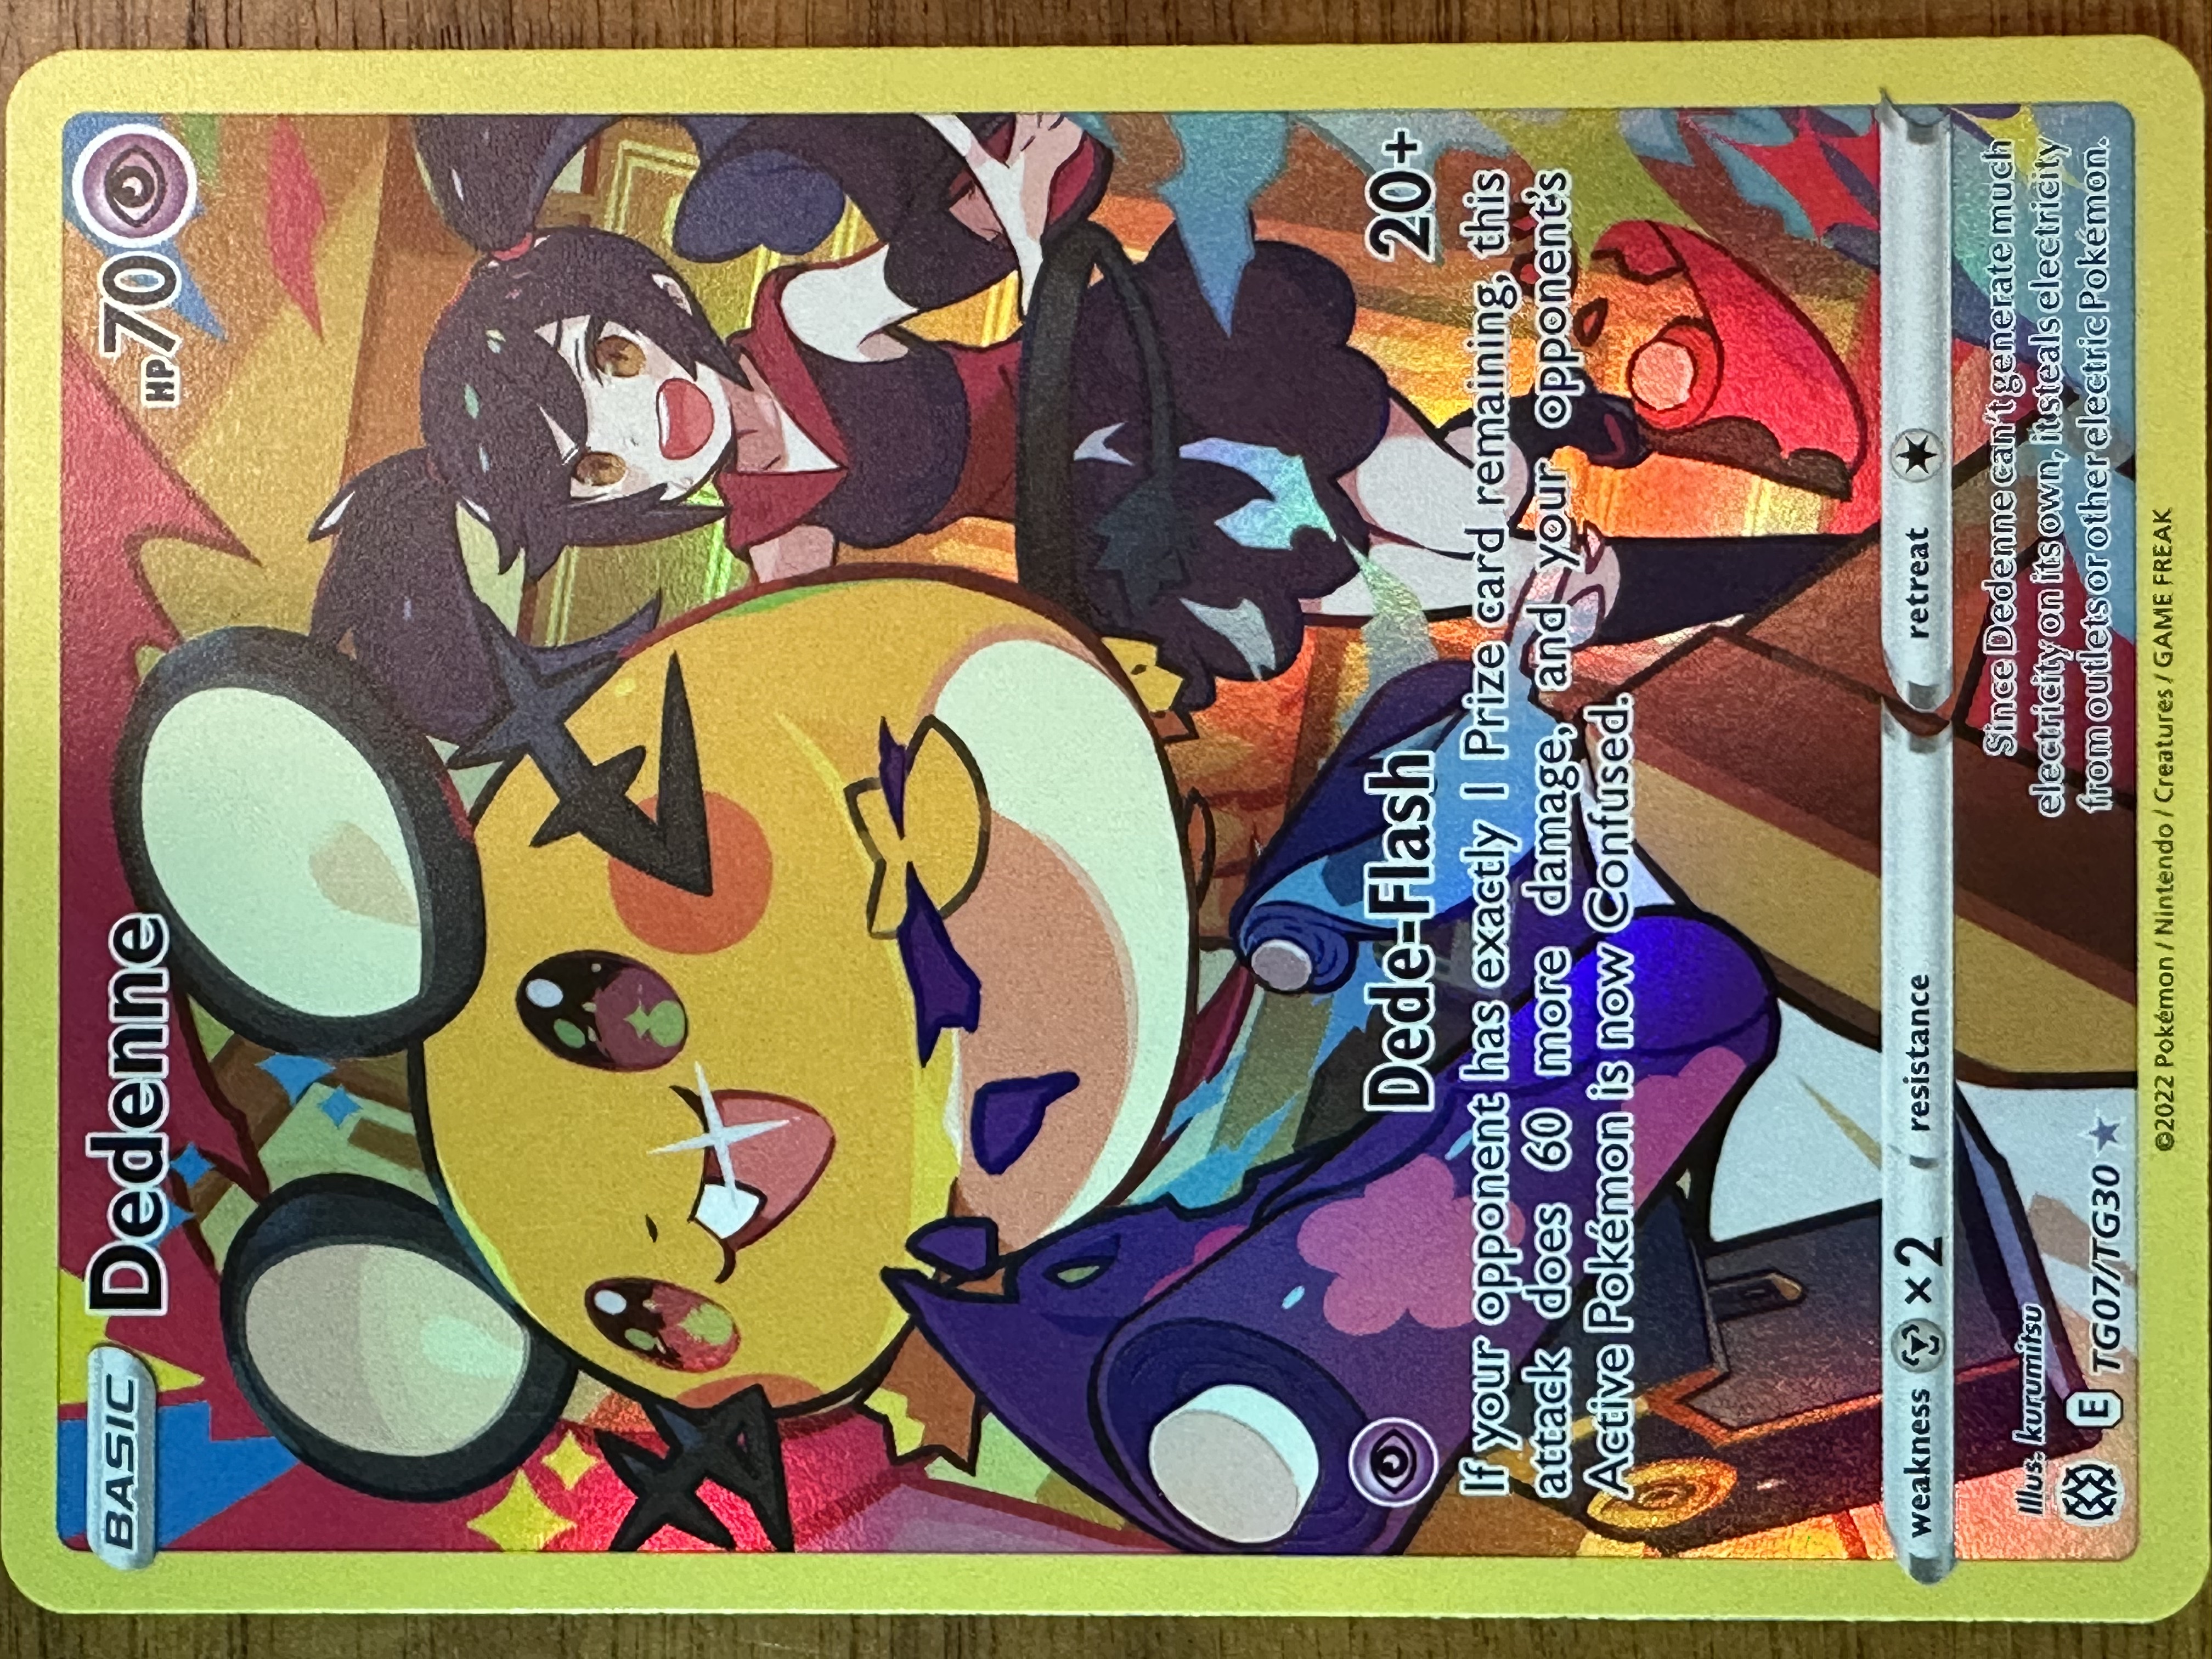 BASIC Dedenne HP70
Dede-Flash 20+
If your opponent has exactly 1 Prize card remaining, this
attack does 60 more damage, and your opponent's
Active Pokémon is now Confused.
weakness ×2 resistance retreat
Since Dedenne can't generate much
electricity on its own, it steals electricity
from outlets or other electric Pokémon.
Illus. kurumitsu
E TG07/TG30
©2022 Pokémon / Nintendo / Creatures / GAME FREAK